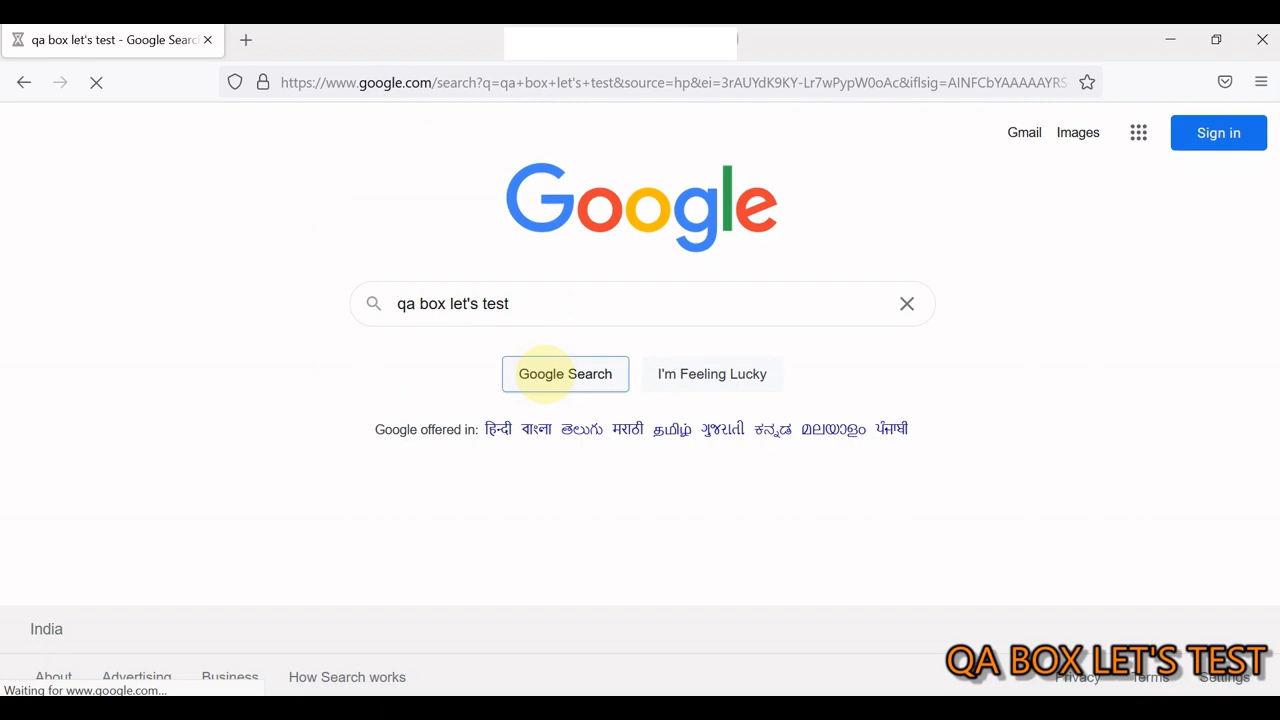 qa box let's test - Google Searc
https://www.google.com/search?q=qa+box+let's+test&source=hp&ei=3rAUYdK9KY-Lr7wPypW0oAc&iflsig=AINFCbYAAAAAYRS
Gmail Images Sign in
Google
qa box let's test
Google Search I'm Feeling Lucky
Google offered in: हिन्दी বাংলা తెలుగు मराठी தமிழ் ગુજરાતી ಕನ್ನಡ മലയാളം ਪੰਜਾਬੀ
India
QA BOX LET'S TEST
About Advertising Business How Search works Privacy Terms Settings
Waiting for www.google.com...